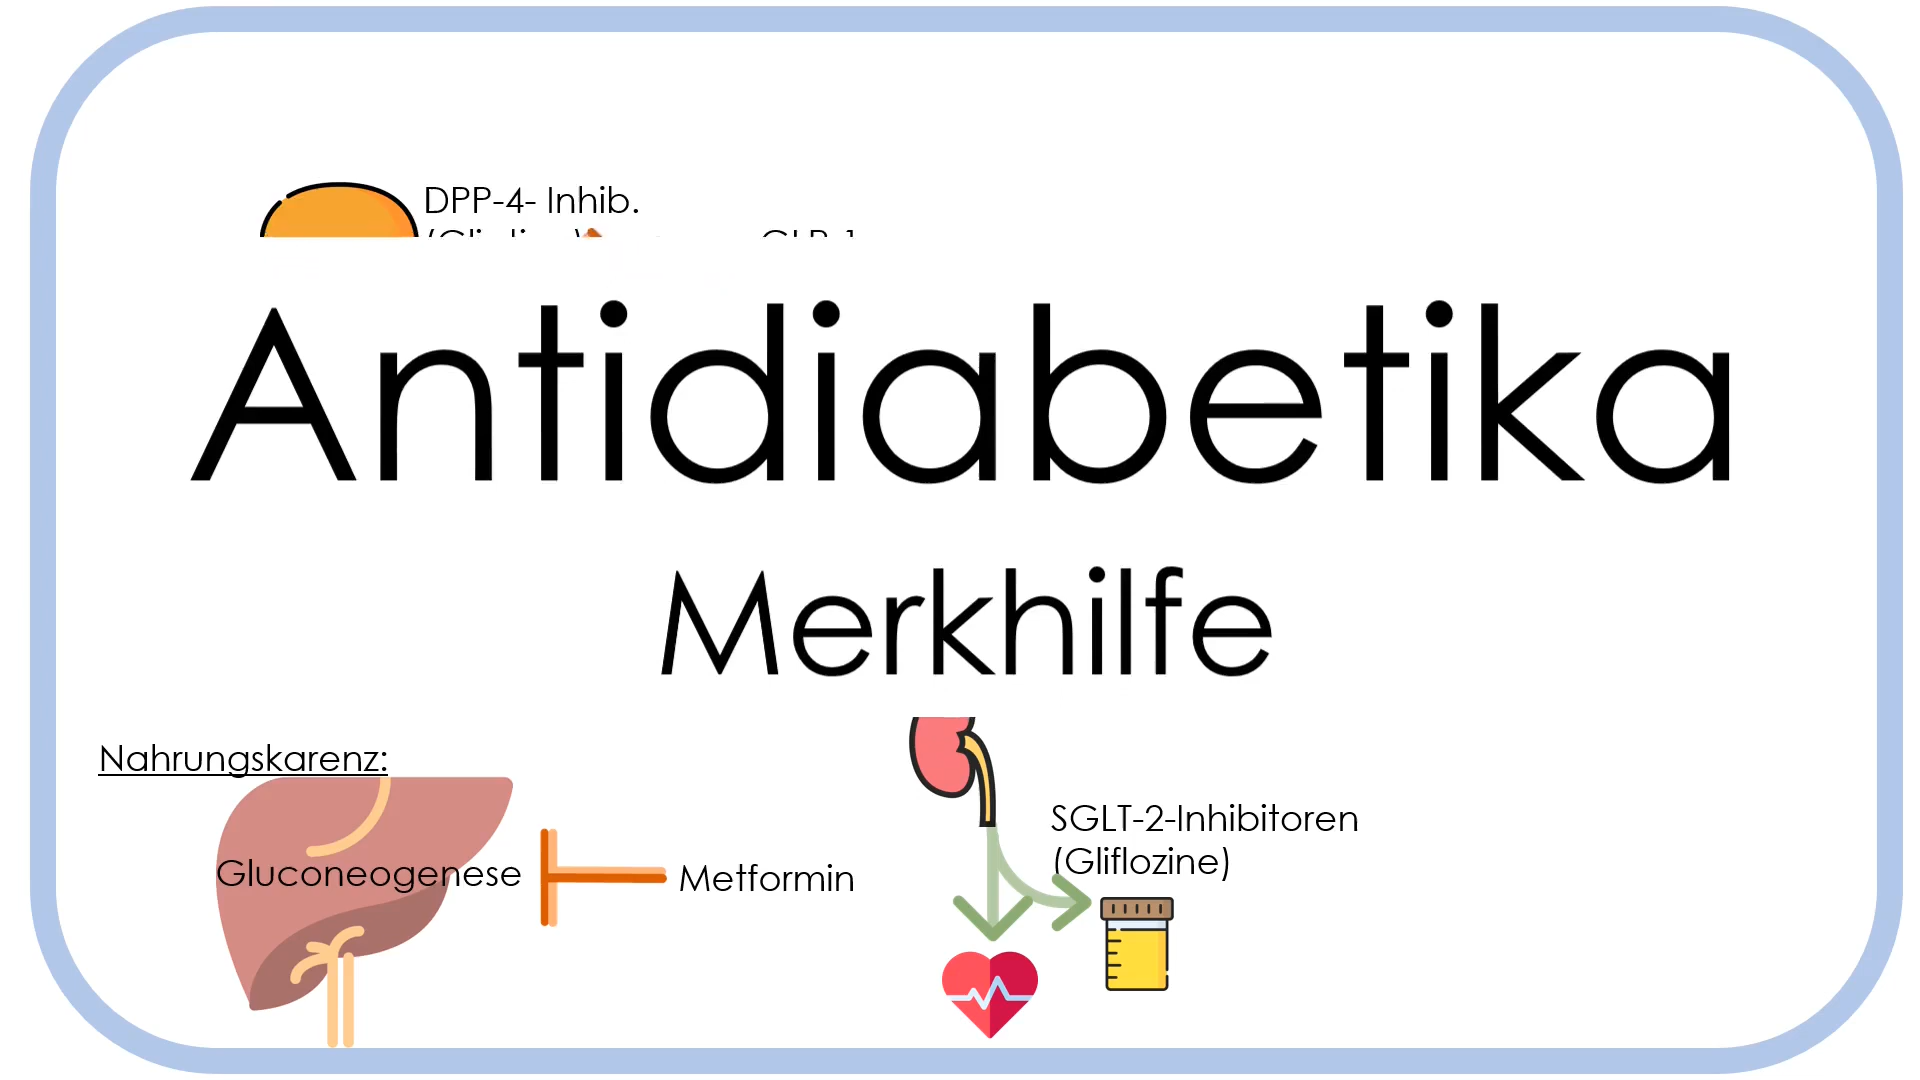 DPP-4- Inhib.
Antidiabetika
Merkhilfe
Nahrungskarenz:
Gluconeogenese
Metformin
SGLT-2-Inhibitoren
(Gliflozine)